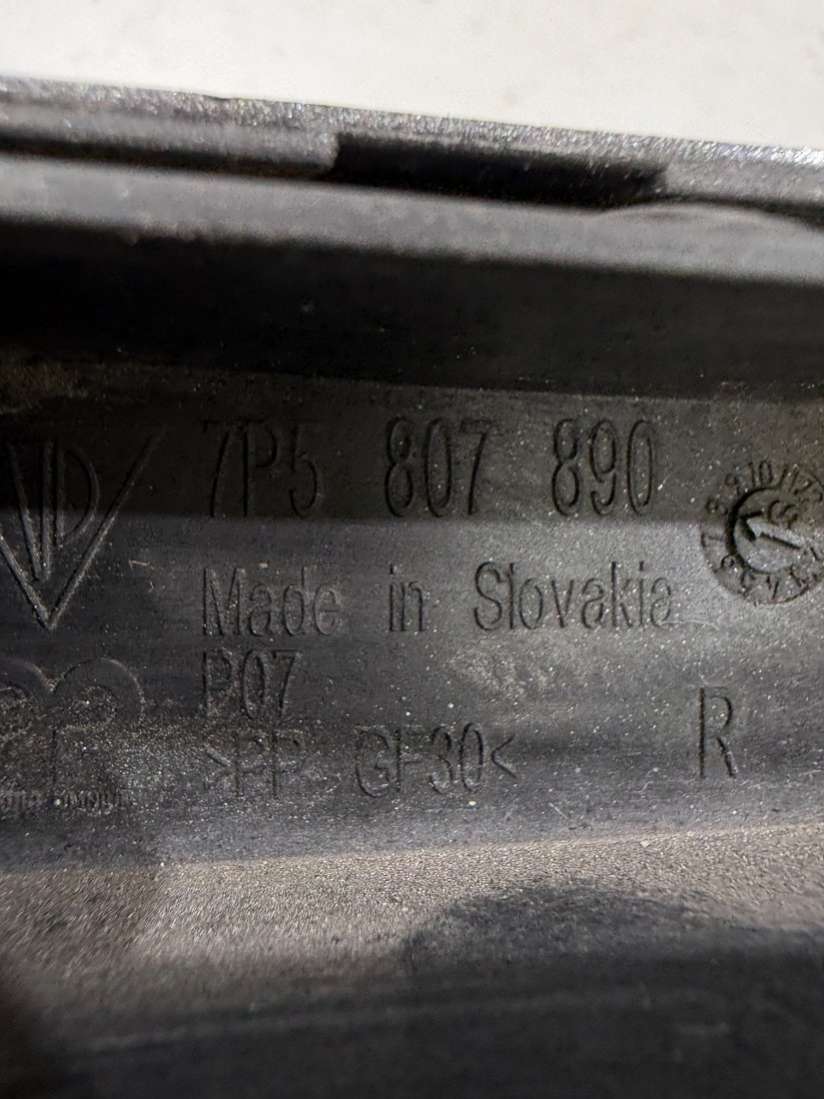 7P5 807 890
Made in Slovakia
P07
>PP GF30<
R